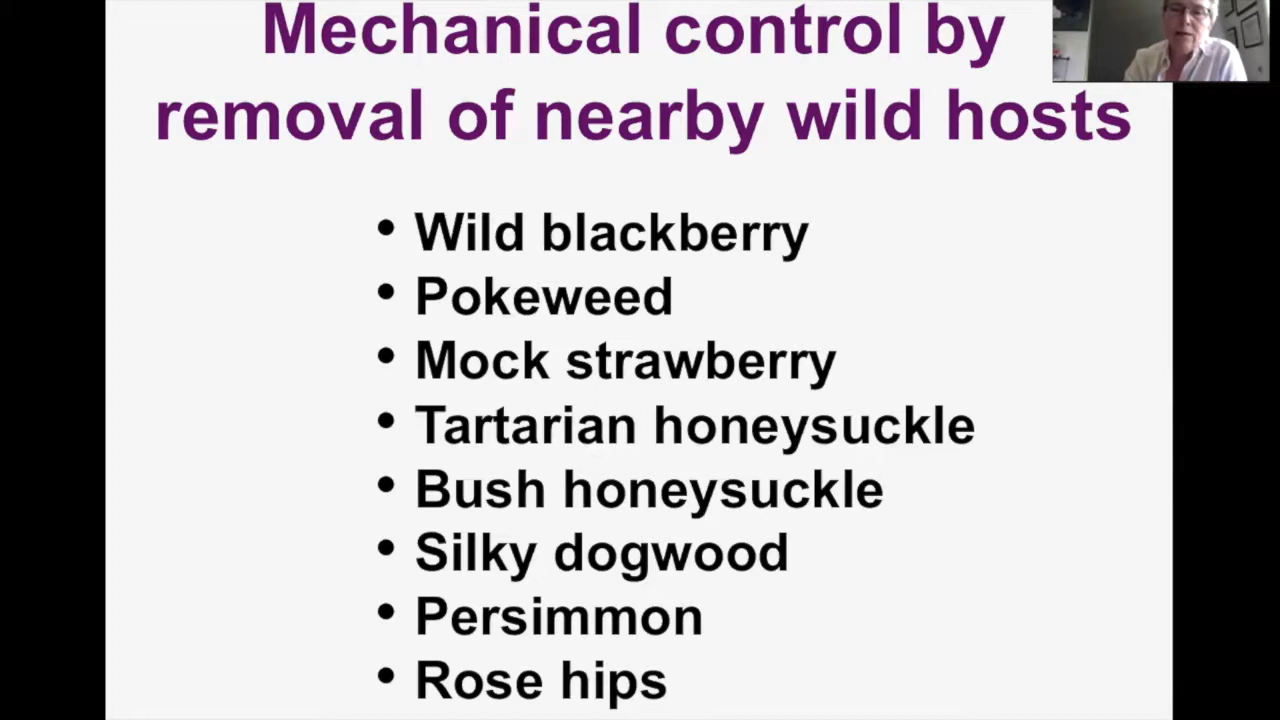 Mechanical control by
removal of nearby wild hosts
• Wild blackberry
• Pokeweed
• Mock strawberry
• Tartarian honeysuckle
• Bush honeysuckle
• Silky dogwood
• Persimmon
• Rose hips